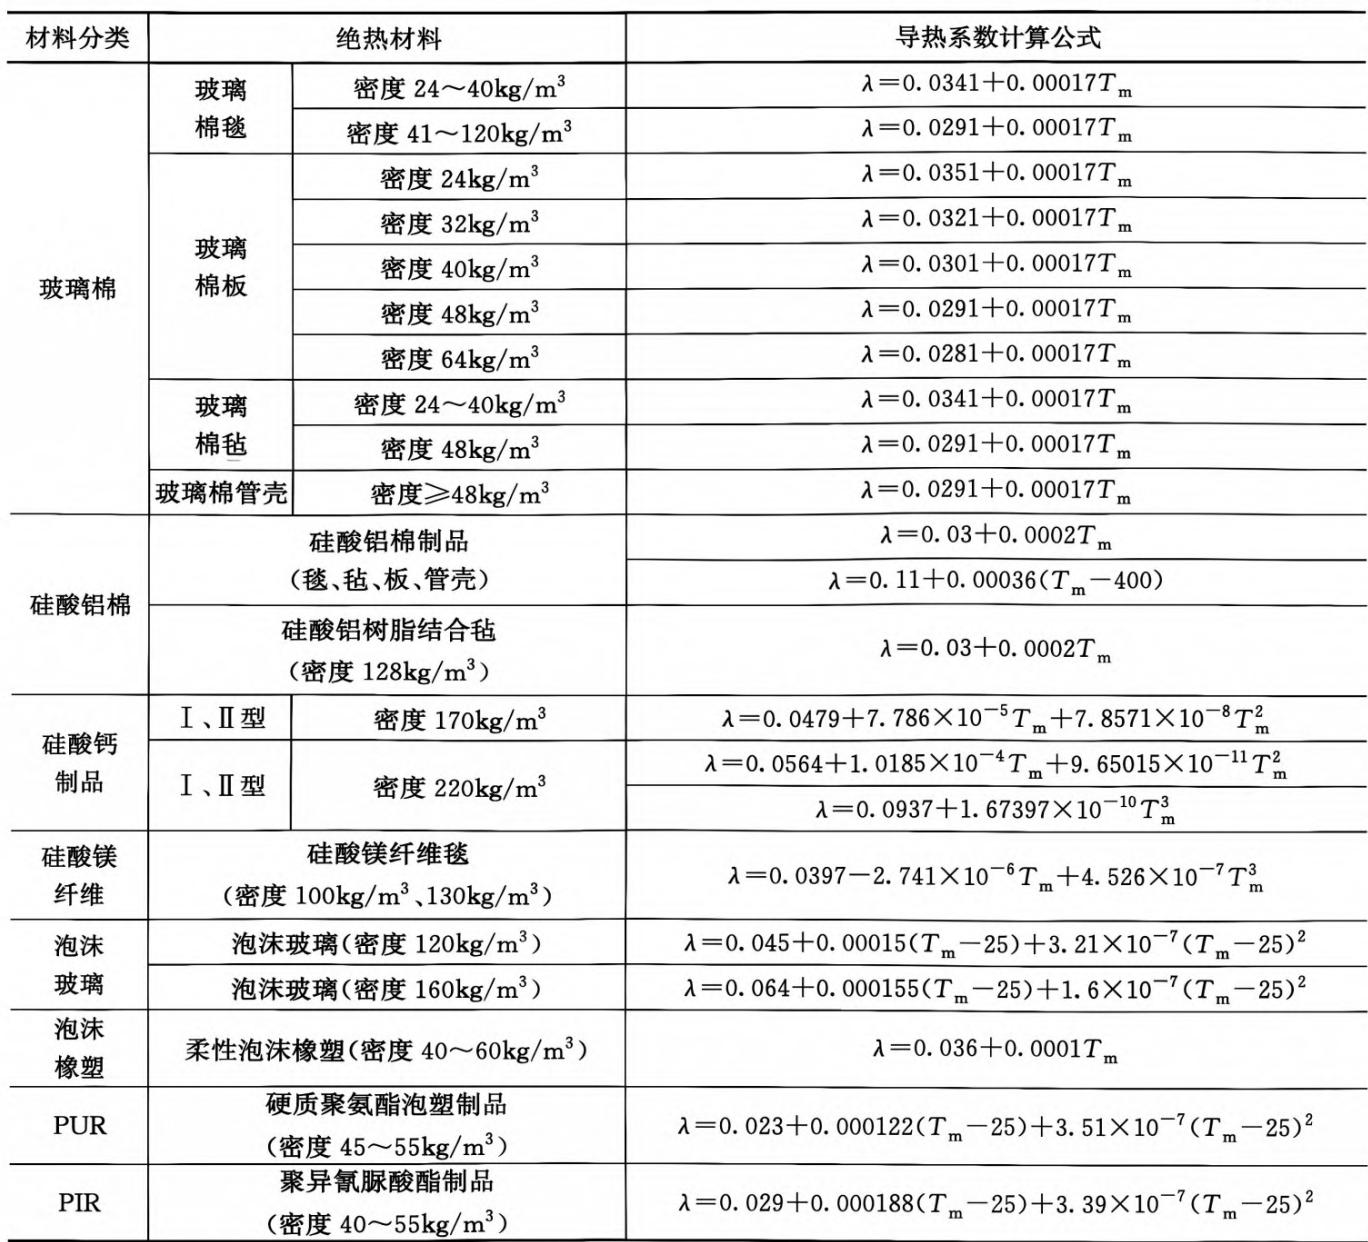 材料分类 绝热材料 导热系数计算公式
玻璃棉 玻璃棉毯 密度 24～40kg/m³ λ=0.0341+0.00017Tₘ
密度 41～120kg/m³ λ=0.0291+0.00017Tₘ
玻璃棉板 密度 24kg/m³ λ=0.0351+0.00017Tₘ
密度 32kg/m³ λ=0.0321+0.00017Tₘ
密度 40kg/m³ λ=0.0301+0.00017Tₘ
密度 48kg/m³ λ=0.0291+0.00017Tₘ
密度 64kg/m³ λ=0.0281+0.00017Tₘ
玻璃棉毡 密度 24～40kg/m³ λ=0.0341+0.00017Tₘ
密度 48kg/m³ λ=0.0291+0.00017Tₘ
玻璃棉管壳 密度≥48kg/m³ λ=0.0291+0.00017Tₘ
硅酸铝棉 硅酸铝棉制品 λ=0.03+0.0002Tₘ
(毯、毡、板、管壳) λ=0.11+0.00036(Tₘ-400)
硅酸铝树脂结合毡
(密度 128kg/m³) λ=0.03+0.0002Tₘ
硅酸钙制品 Ⅰ、Ⅱ型 密度 170kg/m³ λ=0.0479+7.786×10⁻⁵Tₘ+7.8571×10⁻⁸Tₘ²
Ⅰ、Ⅱ型 密度 220kg/m³ λ=0.0564+1.0185×10⁻⁴Tₘ+9.65015×10⁻¹¹Tₘ²
λ=0.0937+1.67397×10⁻¹⁰Tₘ³
硅酸镁纤维 硅酸镁纤维毯
(密度 100kg/m³、130kg/m³) λ=0.0397-2.741×10⁻⁶Tₘ+4.526×10⁻⁷Tₘ³
泡沫玻璃 泡沫玻璃(密度 120kg/m³) λ=0.045+0.00015(Tₘ-25)+3.21×10⁻⁷(Tₘ-25)²
泡沫玻璃(密度 160kg/m³) λ=0.064+0.000155(Tₘ-25)+1.6×10⁻⁷(Tₘ-25)²
泡沫橡塑 柔性泡沫橡塑(密度 40～60kg/m³) λ=0.036+0.0001Tₘ
PUR 硬质聚氨酯泡塑制品
(密度 45～55kg/m³) λ=0.023+0.000122(Tₘ-25)+3.51×10⁻⁷(Tₘ-25)²
PIR 聚异氰脲酸酯制品
(密度 40～55kg/m³) λ=0.029+0.000188(Tₘ-25)+3.39×10⁻⁷(Tₘ-25)²